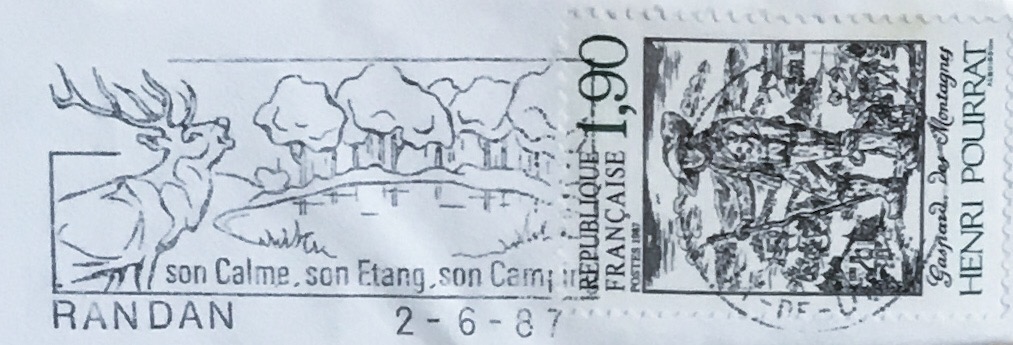 son Calme, son Etang, son Camping
RANDAN
2-6-87
REPUBLIQUE
FRANÇAISE
1,90
POSTES 1987
Gaspard des Montagnes
HENRI POURRAT